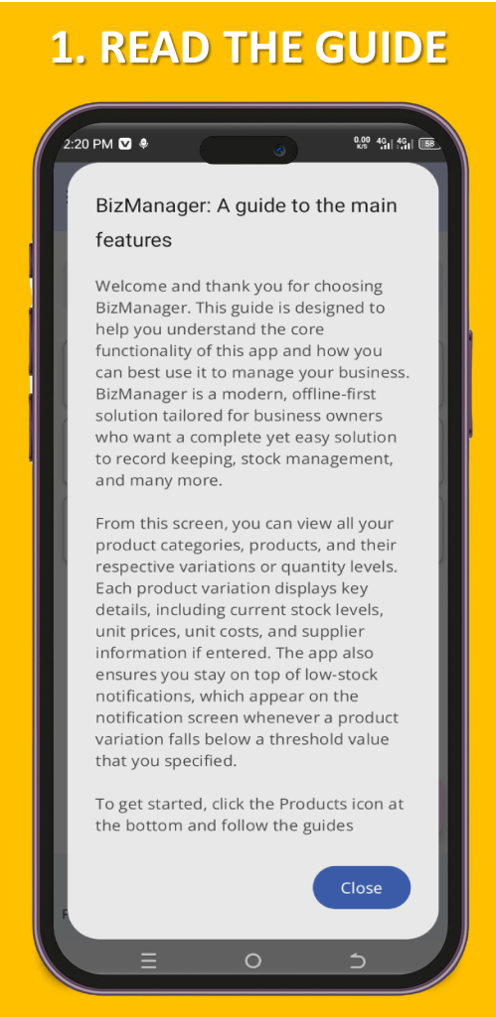 1. READ THE GUIDE
2:20 PM
0.00
K/S
4G
4G
58
BizManager: A guide to the main
features
Welcome and thank you for choosing
BizManager. This guide is designed to
help you understand the core
functionality of this app and how you
can best use it to manage your business.
BizManager is a modern, offline-first
solution tailored for business owners
who want a complete yet easy solution
to record keeping, stock management,
and many more.
From this screen, you can view all your
product categories, products, and their
respective variations or quantity levels.
Each product variation displays key
details, including current stock levels,
unit prices, unit costs, and supplier
information if entered. The app also
ensures you stay on top of low-stock
notifications, which appear on the
notification screen whenever a product
variation falls below a threshold value
that you specified.
To get started, click the Products icon at
the bottom and follow the guides
Close